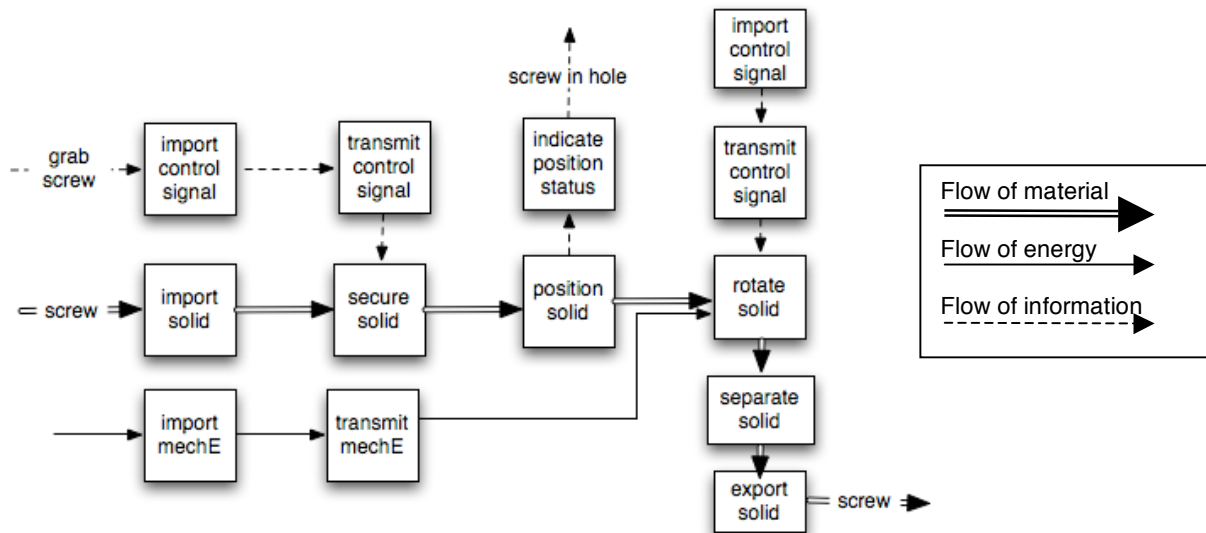 import
control
signal
screw in hole
grab
screw
import
control
signal
transmit
control
signal
indicate
position
status
transmit
control
signal
Flow of material
Flow of energy
Flow of information
screw
import
solid
secure
solid
position
solid
rotate
solid
import
mechE
transmit
mechE
separate
solid
export
solid
screw